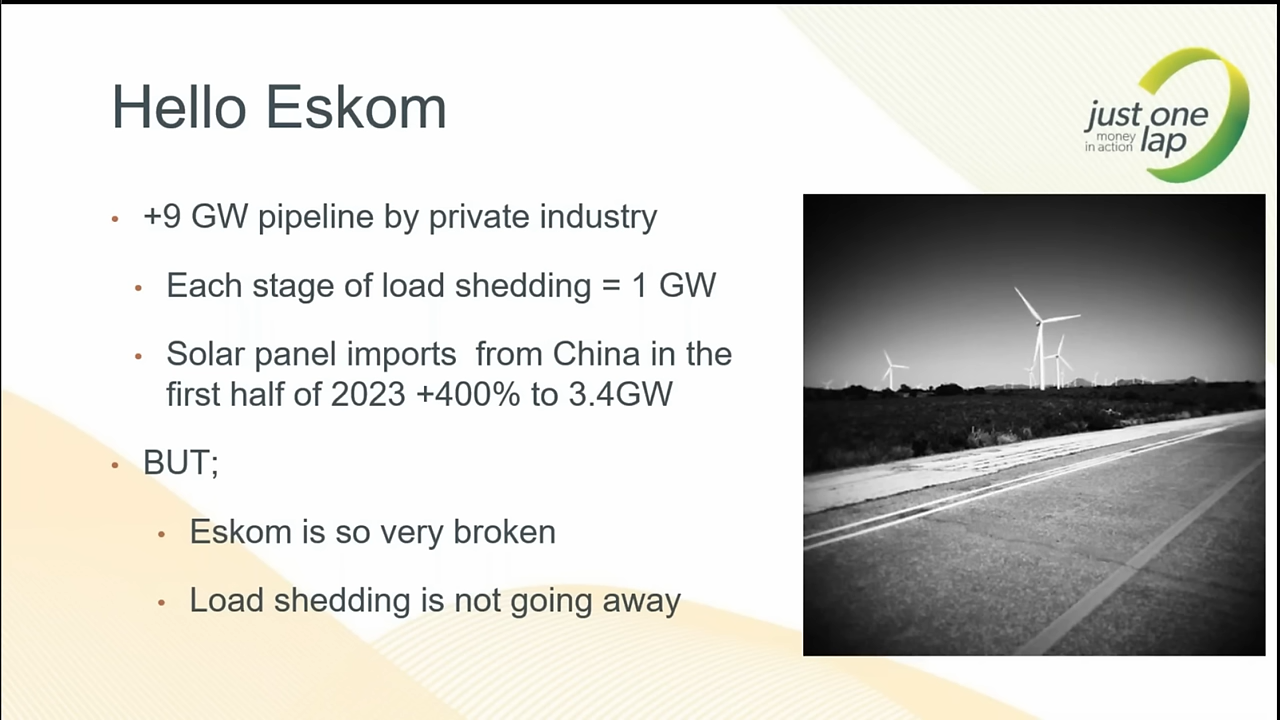 Hello Eskom
just one
money
in action lap
+9 GW pipeline by private industry
Each stage of load shedding = 1 GW
Solar panel imports  from China in the
first half of 2023 +400% to 3.4GW
BUT;
Eskom is so very broken
Load shedding is not going away